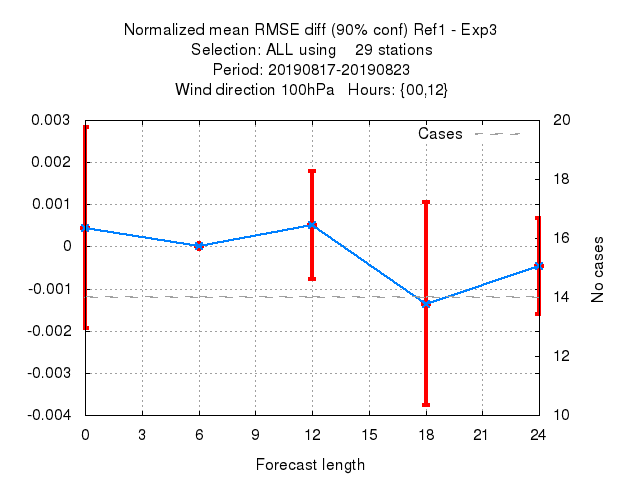 Normalized mean RMSE diff (90% conf) Ref1 - Exp3
Selection: ALL using    29 stations
Period: 20190817-20190823
Wind direction 100hPa   Hours: {00,12}
0.003
0.002
0.001
0
-0.001
-0.002
-0.003
-0.004
Cases
20
18
16
14
12
10
No cases
0 3 6 9 12 15 18 21 24
Forecast length